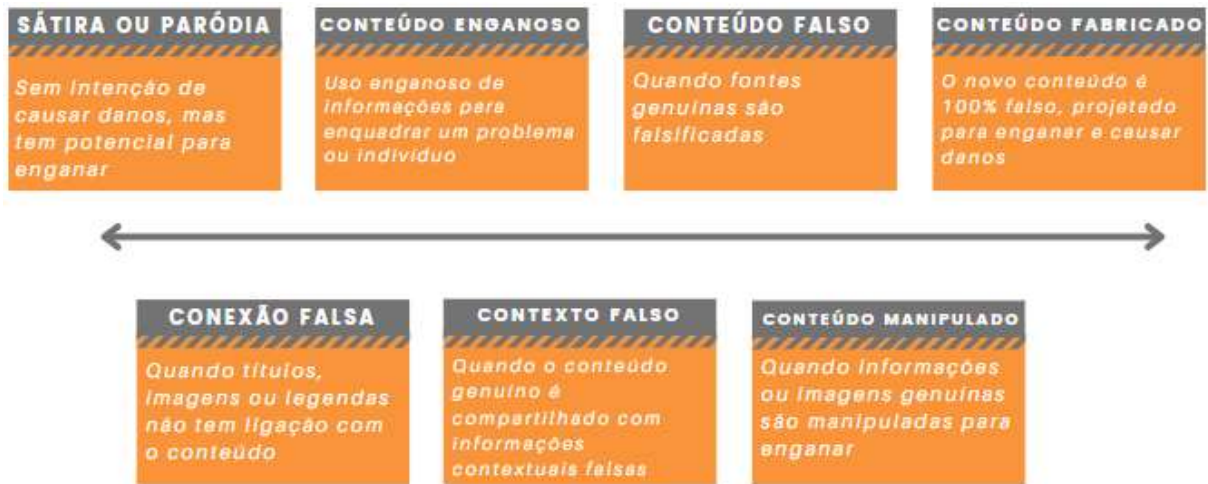 SÁTIRA OU PARÓDIA
Sem intenção de
causar danos, mas
tem potencial para
enganar
CONTEÚDO ENGANOSO
Uso enganoso de
informações para
enquadrar um problema
ou indivíduo
CONTEÚDO FALSO
Quando fontes
genuínas são
falsificadas
CONTEÚDO FABRICADO
O novo conteúdo é
100% falso, projetado
para enganar e causar
danos
CONEXÃO FALSA
Quando títulos,
imagens ou legendas
não tem ligação com
o conteúdo
CONTEXTO FALSO
Quando o conteúdo
genuíno é
compartilhado com
informações
contextuais falsas
CONTEÚDO MANIPULADO
Quando informações
ou imagens genuínas
são manipuladas para
enganar